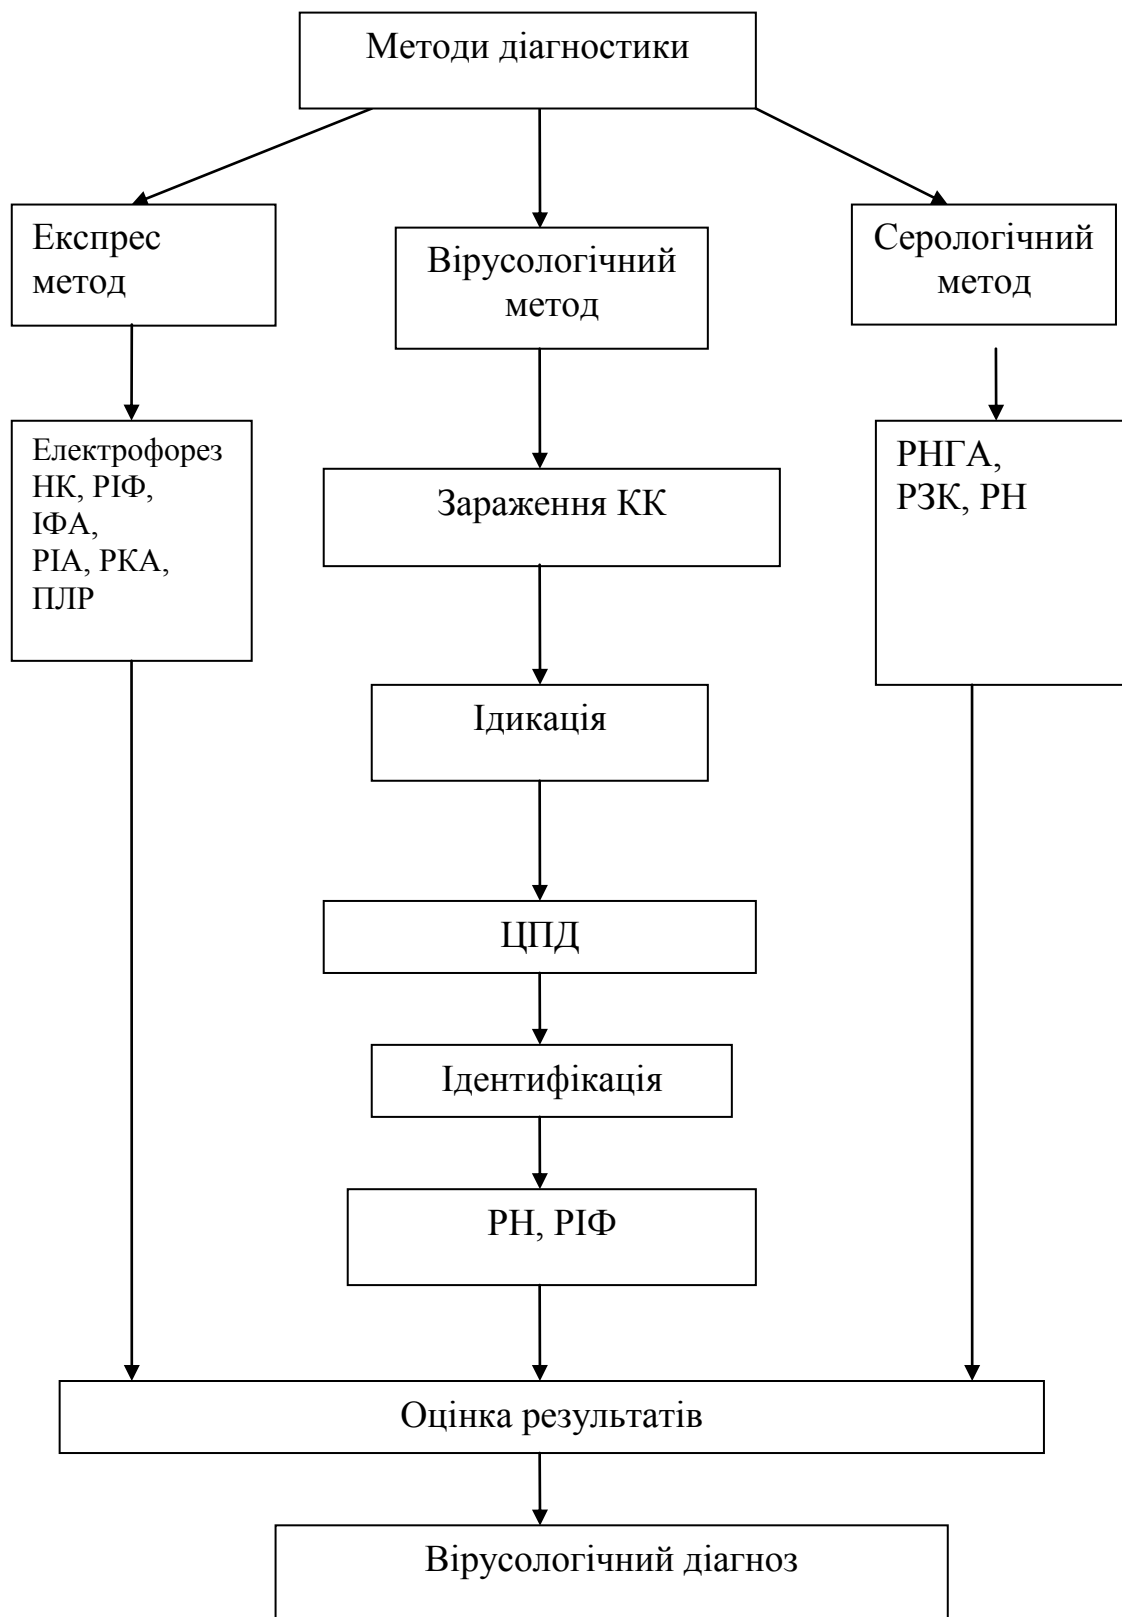 Методи діагностики
Експрес
метод
Вірусологічний
метод
Серологічний
метод
Електрофорез
НК, РІФ,
ІФА,
РІА, РКА,
ПЛР
Зараження КК
РНГА,
РЗК, РН
Ідикація
ЦПД
Ідентифікація
РН, РІФ
Оцінка результатів
Вірусологічний діагноз